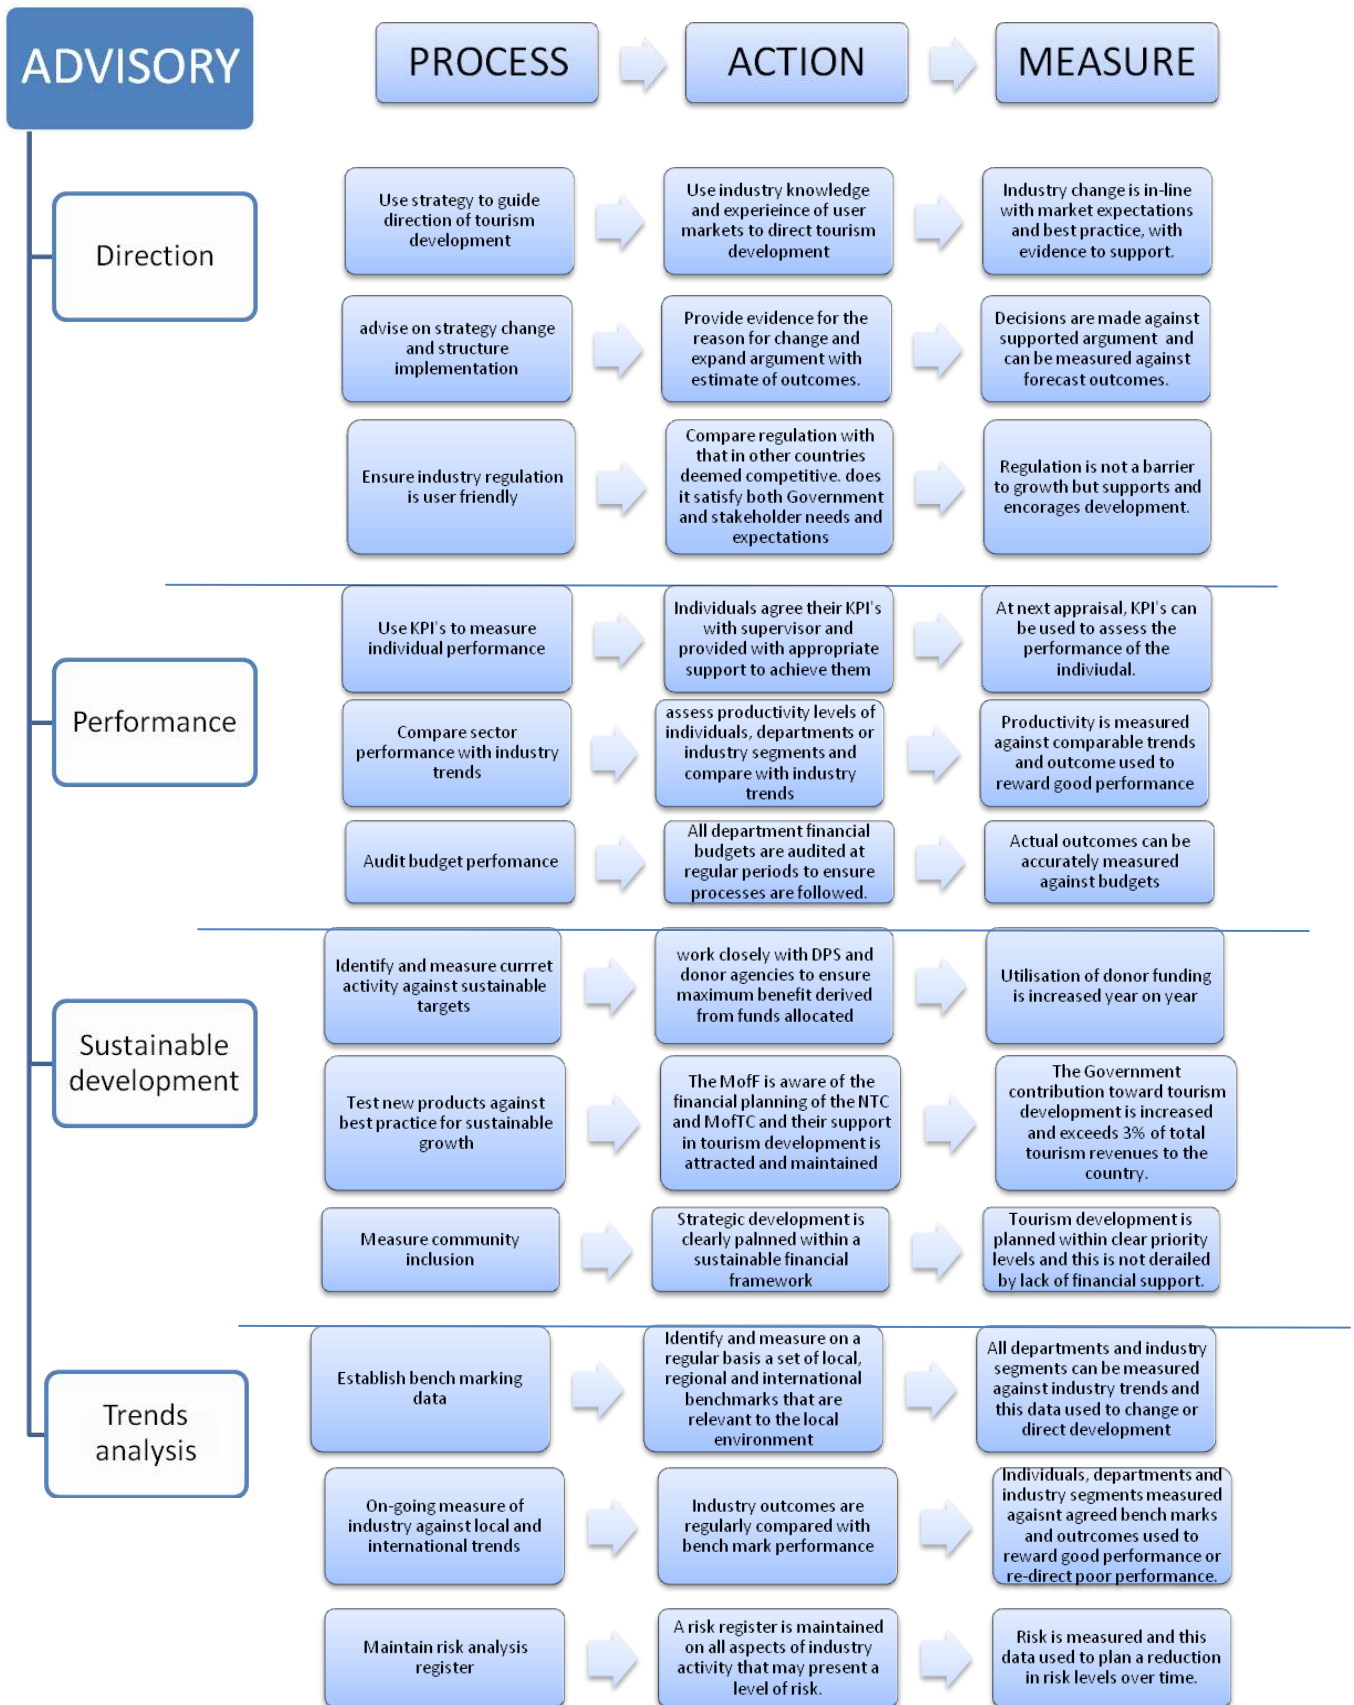 ADVISORY
PROCESS
ACTION
MEASURE
Direction
Use strategy to guide
direction of tourism
development
Use industry knowledge
and experieince of user
markets to direct tourism
development
Industry change is in-line
with market expectations
and best practice, with
evidence to support.
advise on strategy change
and structure
implementation
Provide evidence for the
reason for change and
expand argument with
estimate of outcomes.
Decisions are made against
supported argument and
can be measured against
forecast outcomes.
Ensure industry regulation
is user friendly
Compare regulation with
that in other countries
deemed competitive. does
it satisfy both Government
and stakeholder needs and
expectations
Regulation is not a barrier
to growth but supports and
encorages development.
Performance
Use KPI's to measure
individual performance
Individuals agree their KPI's
with supervisor and
provided with appropriate
support to achieve them
At next appraisal, KPI's can
be used to assess the
performance of the
indiviudal.
Compare sector
performance with industry
trends
assess productivity levels of
individuals, departments or
industry segments and
compare with industry
trends
Productivity is measured
against comparable trends
and outcome used to
reward good performance
Audit budget perfomance
All department financial
budgets are audited at
regular periods to ensure
processes are followed.
Actual outcomes can be
accurately measured
against budgets
Sustainable
development
Identify and measure currret
activity against sustainable
targets
work closely with DPS and
donor agencies to ensure
maximum benefit derived
from funds allocated
Utilisation of donor funding
is increased year on year
Test new products against
best practice for sustainable
growth
The MofF is aware of the
financial planning of the NTC
and MofTC and their support
in tourism development is
attracted and maintained
The Government
contribution toward tourism
development is increased
and exceeds 3% of total
tourism revenues to the
country.
Measure community
inclusion
Strategic development is
clearly palnned within a
sustainable financial
framework
Tourism development is
planned within clear priority
levels and this is not derailed
by lack of financial support.
Trends
analysis
Establish bench marking
data
Identify and measure on a
regular basis a set of local,
regional and international
benchmarks that are
relevant to the local
environment
All departments and industry
segments can be measured
against industry trends and
this data used to change or
direct development
On-going measure of
industry against local and
international trends
Industry outcomes are
regularly compared with
bench mark performance
Individuals, departments and
industry segments measured
agaisnt agreed bench marks
and outrcomes used to
reward good performance or
re-direct poor performance.
Maintain risk analysis
register
A risk register is maintained
on all aspects of industry
activity that may present a
level of risk.
Risk is measured and this
data used to plan a reduction
in risk levels over time.